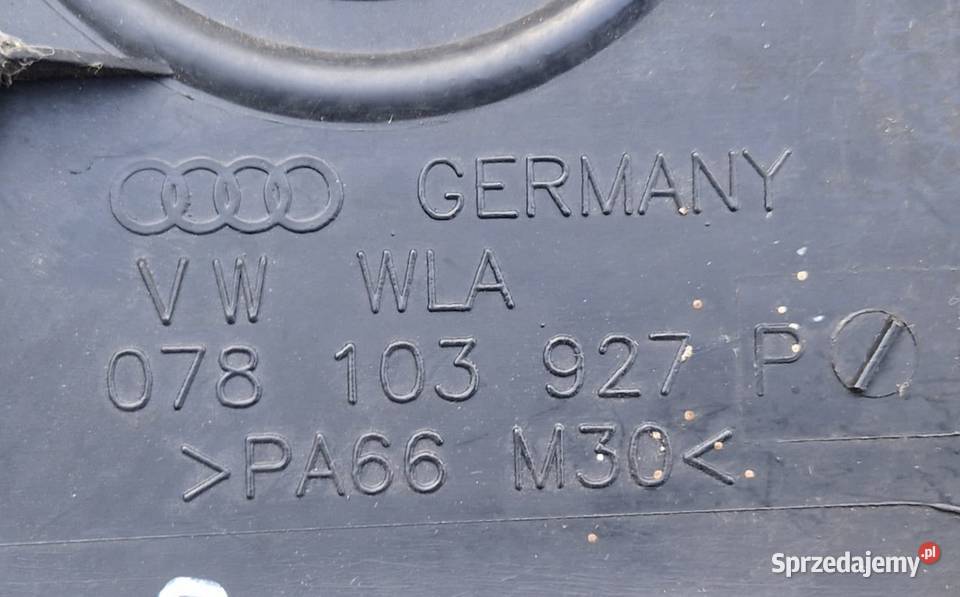 GERMANY
VW WLA
078 103 927 P
>PA66 M30<
Sprzedajemy.pl